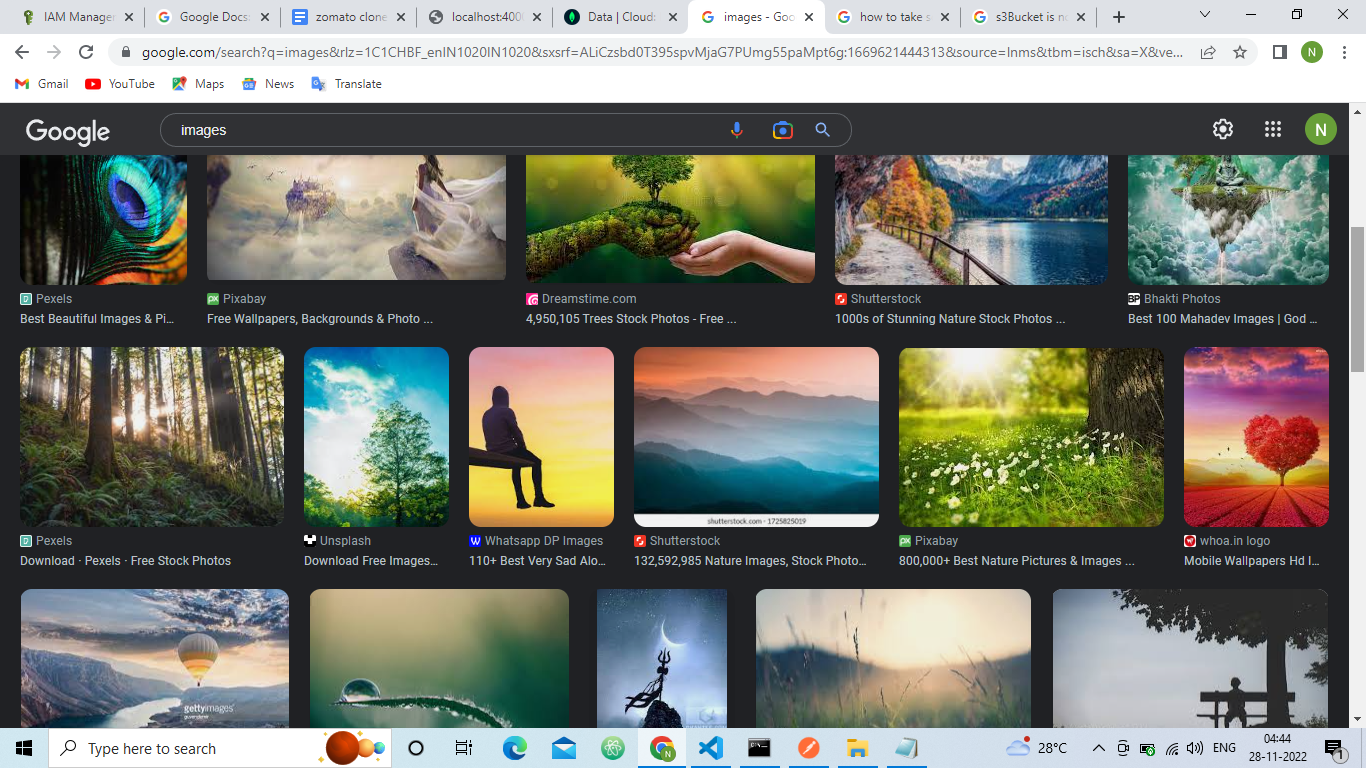 IAM Manager
Google Docs:
zomato clone
localhost:400
Data | Cloud:
images - Goo
how to take s
s3Bucket is no
google.com/search?q=images&rlz=1C1CHBF_enIN1020IN1020&sxsrf=ALiCzsbd0T395spvMjaG7PUmg55paMpt6g:1669621444313&source=lnms&tbm=isch&sa=X&ve...
N
Gmail
YouTube
Maps
News
Translate
Google
images
N
Pexels
Pixabay
Dreamstime.com
Shutterstock
Bhakti Photos
Best Beautiful Images & Pi...
Free Wallpapers, Backgrounds & Photo ...
4,950,105 Trees Stock Photos - Free ...
1000s of Stunning Nature Stock Photos ...
Best 100 Mahadev Images | God ...
shutterstock.com · 1725825019
Pexels
Unsplash
Whatsapp DP Images
Shutterstock
Pixabay
whoa.in logo
Download · Pexels · Free Stock Photos
Download Free Images...
110+ Best Very Sad Alo...
132,592,985 Nature Images, Stock Photo...
800,000+ Best Nature Pictures & Images ...
Mobile Wallpapers Hd I...
gettyimages
Type here to search
28°C
ENG
04:44
28-11-2022
1